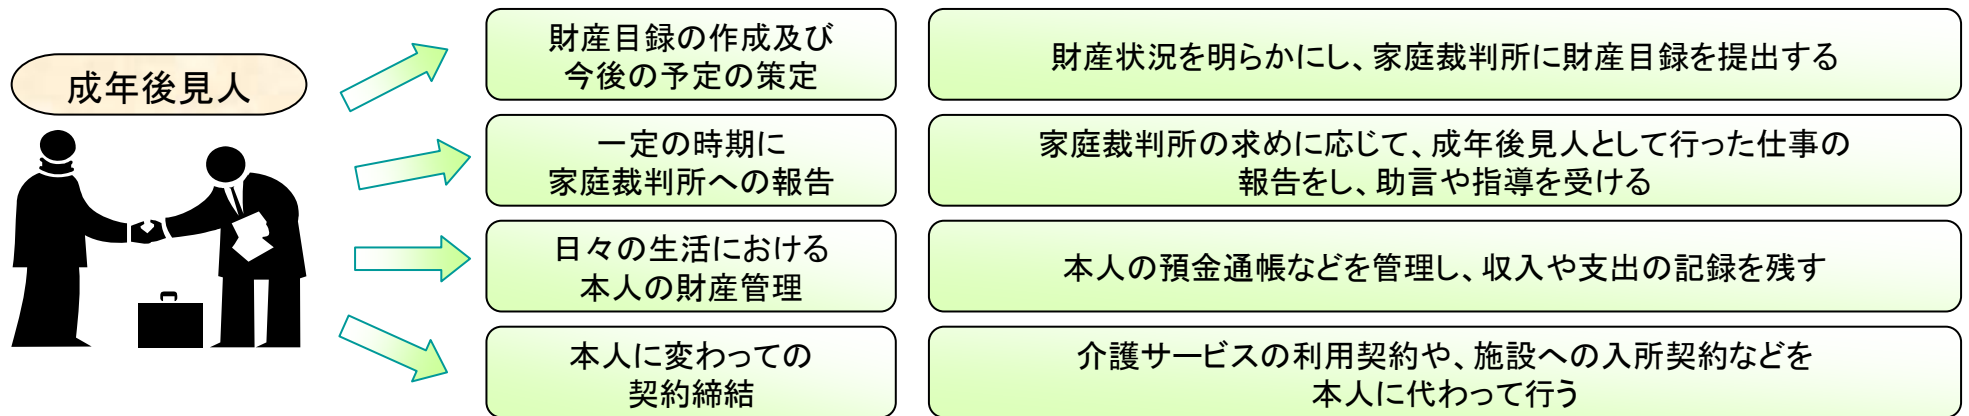 成年後見人
財産目録の作成及び
今後の予定の策定
財産状況を明らかにし、家庭裁判所に財産目録を提出する
一定の時期に
家庭裁判所への報告
家庭裁判所の求めに応じて、成年後見人として行った仕事の
報告をし、助言や指導を受ける
日々の生活における
本人の財産管理
本人の預金通帳などを管理し、収入や支出の記録を残す
本人に変わっての
契約締結
介護サービスの利用契約や、施設への入所契約などを
本人に代わって行う